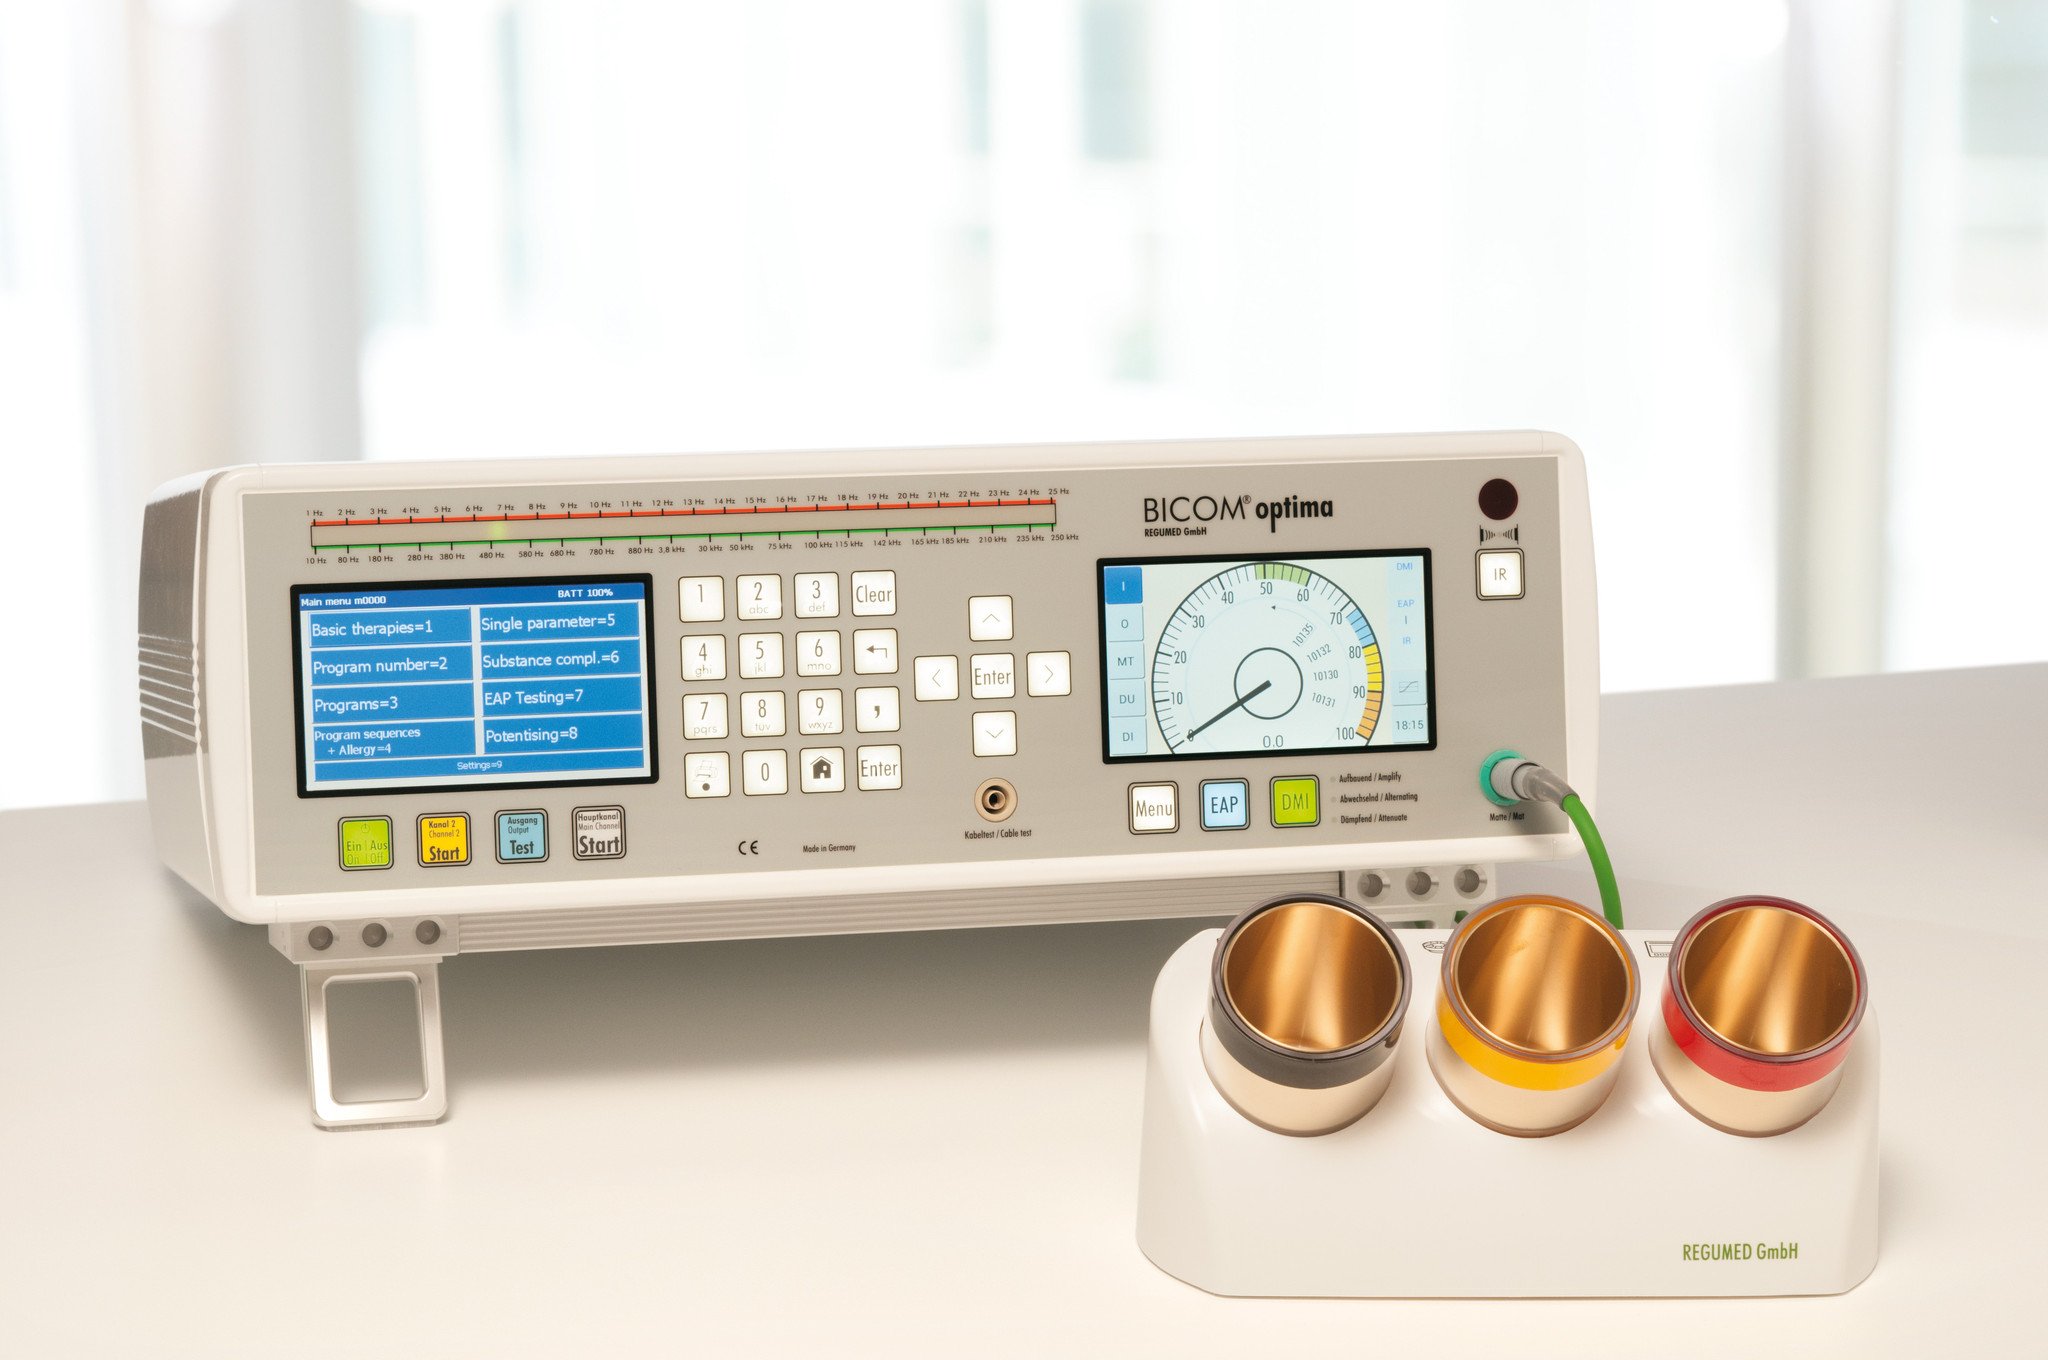 1 Hz 2 Hz 3 Hz 4 Hz 5 Hz 6 Hz 7 Hz 8 Hz 9 Hz 10 Hz 11 Hz 12 Hz 13 Hz 14 Hz 15 Hz 16 Hz 17 Hz 18 Hz 19 Hz 20 Hz 21 Hz 22 Hz 23 Hz 24 Hz 25 Hz
10 Hz 80 Hz 180 Hz 280 Hz 380 Hz 480 Hz 580 Hz 680 Hz 780 Hz 880 Hz 3.8 kHz 30 kHz 50 kHz 75 kHz 100 kHz 115 kHz 142 kHz 165 kHz 185 kHz 210 kHz 235 kHz 250 kHz
BICOM® optima
REGUMED GmbH
IR
Main menu m0000 BATT 100%
Basic therapies=1 Single parameter=5
Program number=2 Substance compl.=6
Programs=3 EAP Testing=7
Program sequences
+ Allergy=4
Potentising=8
Settings=9
1 2 abc 3 def Clear
4 ghi 5 jkl 6 mno
7 pqrs 8 tuv 9 wxyz ,
0 Enter
Enter
I
O
MT
DU
DI
0 10 20 30 40 50 60 70 80 90 100
10135
10132
10130
10131
0.0
DMI
EAP
I
IR
18:15
Ein | Aus
On | Off
Kanal 2
Channel 2
Start
Ausgang
Output
Test
Hauptkanal
Main Channel
Start
CE
Made in Germany
Kabeltest / Cable test
Menu
EAP
DMI
Aufbauend / Amplify
Abwechselnd / Alternating
Dämpfend / Attenuate
Matte / Mat
REGUMED GmbH